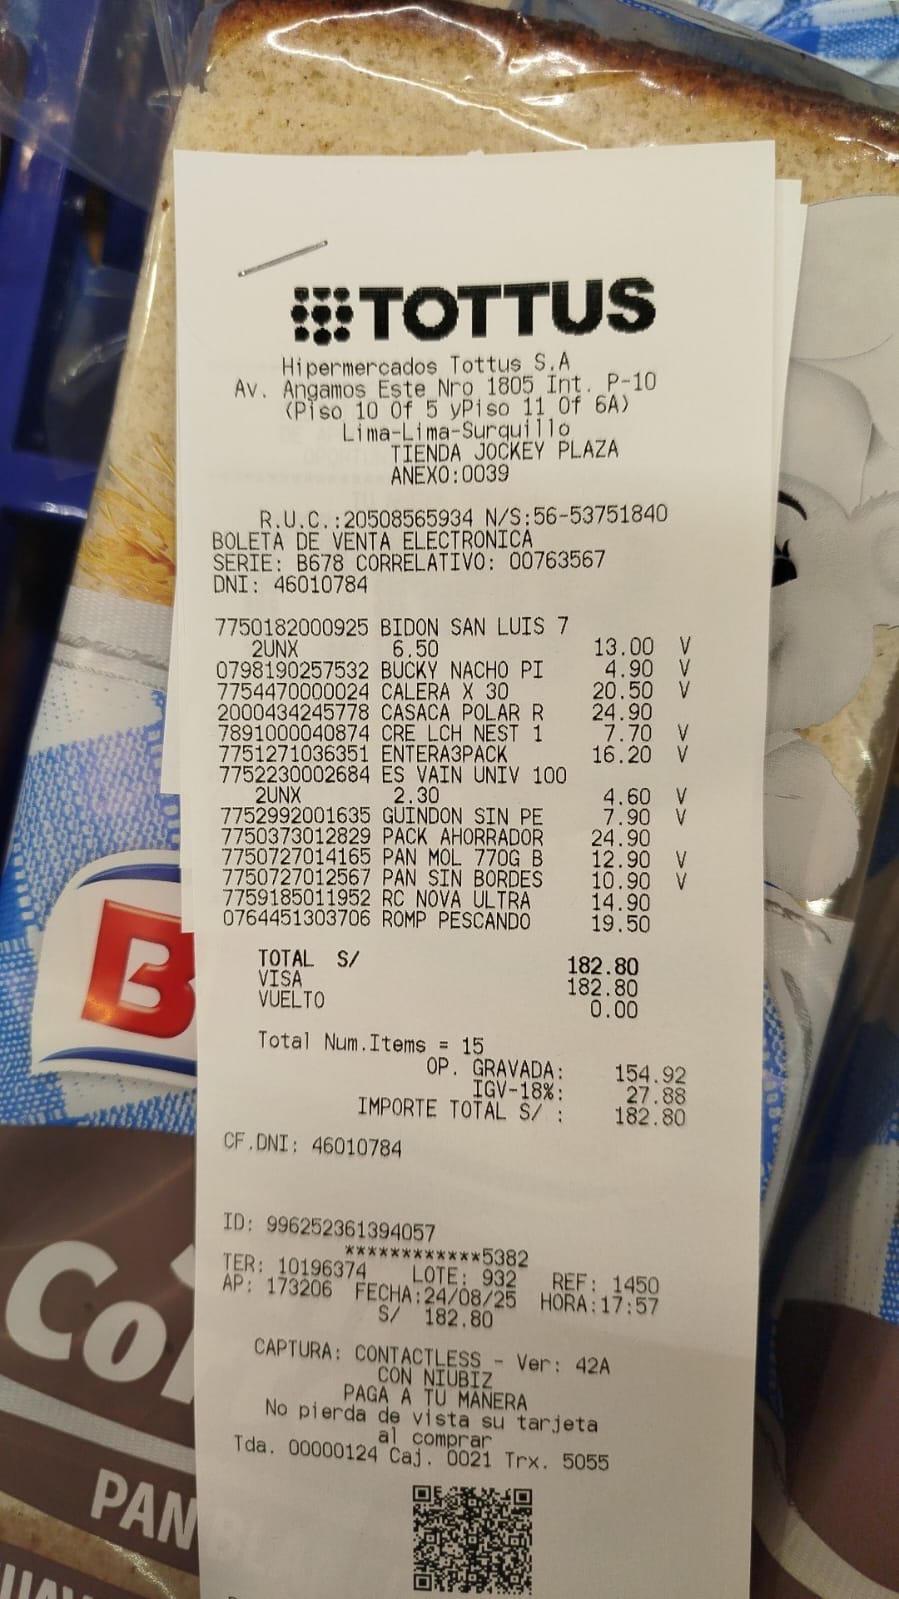 TOTTUS
Hipermercados Tottus S.A
Av. Angamos Este Nro 1805 Int. P-10
(Piso 10 Of 5 yPiso 11 Of 6A)
Lima-Lima-Surquillo
TIENDA JOCKEY PLAZA
ANEXO:0039
R.U.C.:20508565934 N/S:56-53751840
BOLETA DE VENTA ELECTRONICA
SERIE: B678 CORRELATIVO: 00763567
DNI: 46010784
7750182000925 BIDON SAN LUIS 7
2UNX 6.50 13.00 V
0798190257532 BUCKY NACHO PI 4.90 V
7754470000024 CALERA X 30 20.50 V
2000434245778 CASACA POLAR R 24.90
7891000040874 CRE LCH NEST 1 7.70 V
7751271036351 ENTERA3PACK 16.20 V
7752230002684 ES VAIN UNIV 100
2UNX 2.30 4.60 V
7752992001635 GUINDON SIN PE 7.90 V
7750373012829 PACK AHORRADOR 24.90
7750727014165 PAN MOL 770G B 12.90 V
7750727012567 PAN SIN BORDES 10.90 V
7759185011952 RC NOVA ULTRA 14.90
0764451303706 ROMP PESCANDO 19.50
TOTAL S/ 182.80
VISA 182.80
VUELTO 0.00
Total Num.Items = 15
OP. GRAVADA: 154.92
IGV-18%: 27.88
IMPORTE TOTAL S/ : 182.80
CF.DNI: 46010784
ID: 996252361394057
************5382
TER: 10196374 LOTE: 932 REF: 1450
AP: 173206 FECHA:24/08/25 HORA:17:57
S/ 182.80
CAPTURA: CONTACTLESS - Ver: 42A
CON NIUBIZ
PAGA A TU MANERA
No pierda de vista su tarjeta
al comprar
Tda. 00000124 Caj. 0021 Trx. 5055
B
Co
PAN